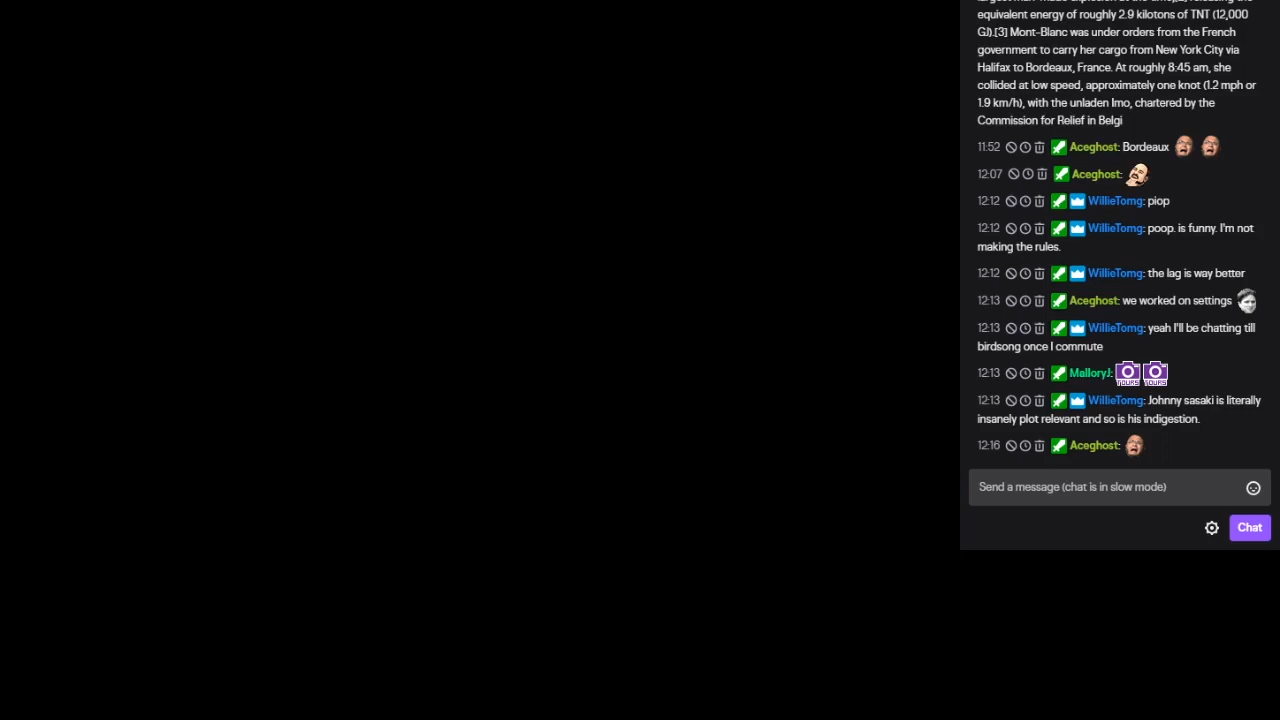 equivalent energy of roughly 2.9 kilotons of TNT (12,000
GJ).[3] Mont-Blanc was under orders from the French
government to carry her cargo from New York City via
Halifax to Bordeaux, France. At roughly 8:45 am, she
collided at low speed, approximately one knot (1.2 mph or
1.9 km/h), with the unladen Imo, chartered by the
Commission for Relief in Belgi
11:52 Aceghost: Bordeaux
12:07 Aceghost:
12:12 WillieTomg: piop
12:12 WillieTomg: poop. is funny. I'm not
making the rules.
12:12 WillieTomg: the lag is way better
12:13 Aceghost: we worked on settings
12:13 WillieTomg: yeah I'll be chatting till
birdsong once I commute
12:13 MalloryJ:
12:13 WillieTomg: Johnny sasaki is literally
insanely plot relevant and so is his indigestion.
12:16 Aceghost:
Send a message (chat is in slow mode)
Chat